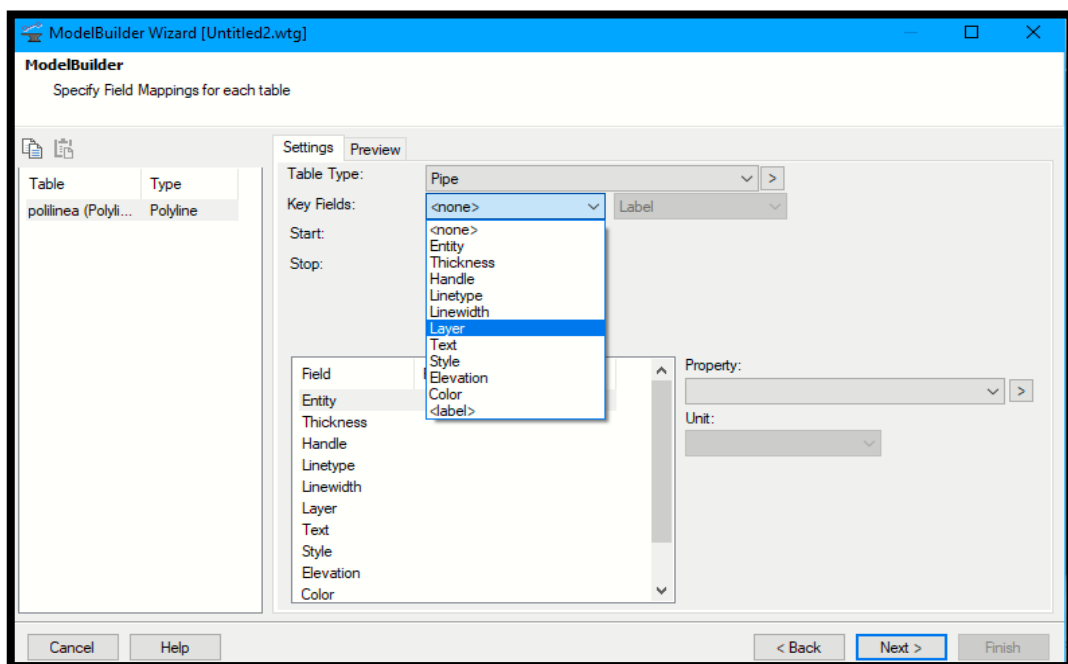 ModelBuilder Wizard [Untitled2.wtg]
ModelBuilder
Specify Field Mappings for each table
Settings Preview
Table Type: Pipe >
Table Type
polilinea (Polyli... Polyline
Key Fields: <none> Label
Start:
Stop:
<none>
Entity
Thickness
Handle
Linetype
Linewidth
Layer
Text
Style
Elevation
Color
<label>
Field
Entity
Thickness
Handle
Linetype
Linewidth
Layer
Text
Style
Elevation
Color
Property:
>
Unit:
Cancel Help < Back Next > Finish